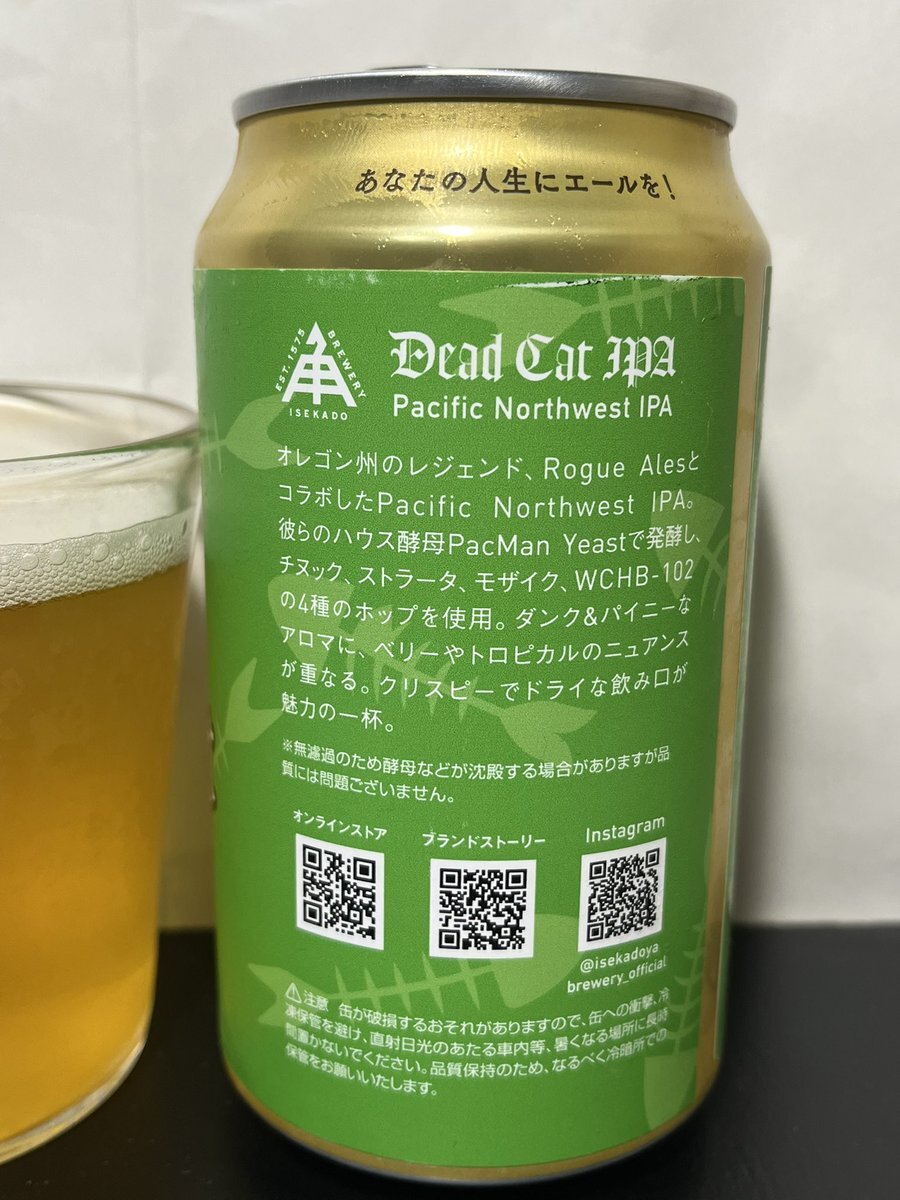 あなたの人生にエールを!
EST. 1575 BREWERY
ISEKADO
Dead Cat IPA
Pacific Northwest IPA
オレゴン州のレジェンド、Rogue Alesと
コラボしたPacific Northwest IPA。
彼らのハウス酵母PacMan Yeastで発酵し、
チヌック、ストラータ、モザイク、WCHB-102
の4種のホップを使用。ダンク&パイニーな
アロマに、ベリーやトロピカルのニュアンス
が重なる。クリスピーでドライな飲み口が
魅力の一杯。
※無濾過のため酵母などが沈殿する場合がありますが品
質には問題ございません。
オンラインストア
ブランドストーリー
Instagram
@isekadoya_
brewery_official
⚠注意 缶が破損するおそれがありますので、缶への衝撃、冷
凍保管を避け、直射日光のあたる車内等、暑くなる場所に長時
間置かないでください。品質保持のため、なるべく冷暗所での
保管をお願いいたします。